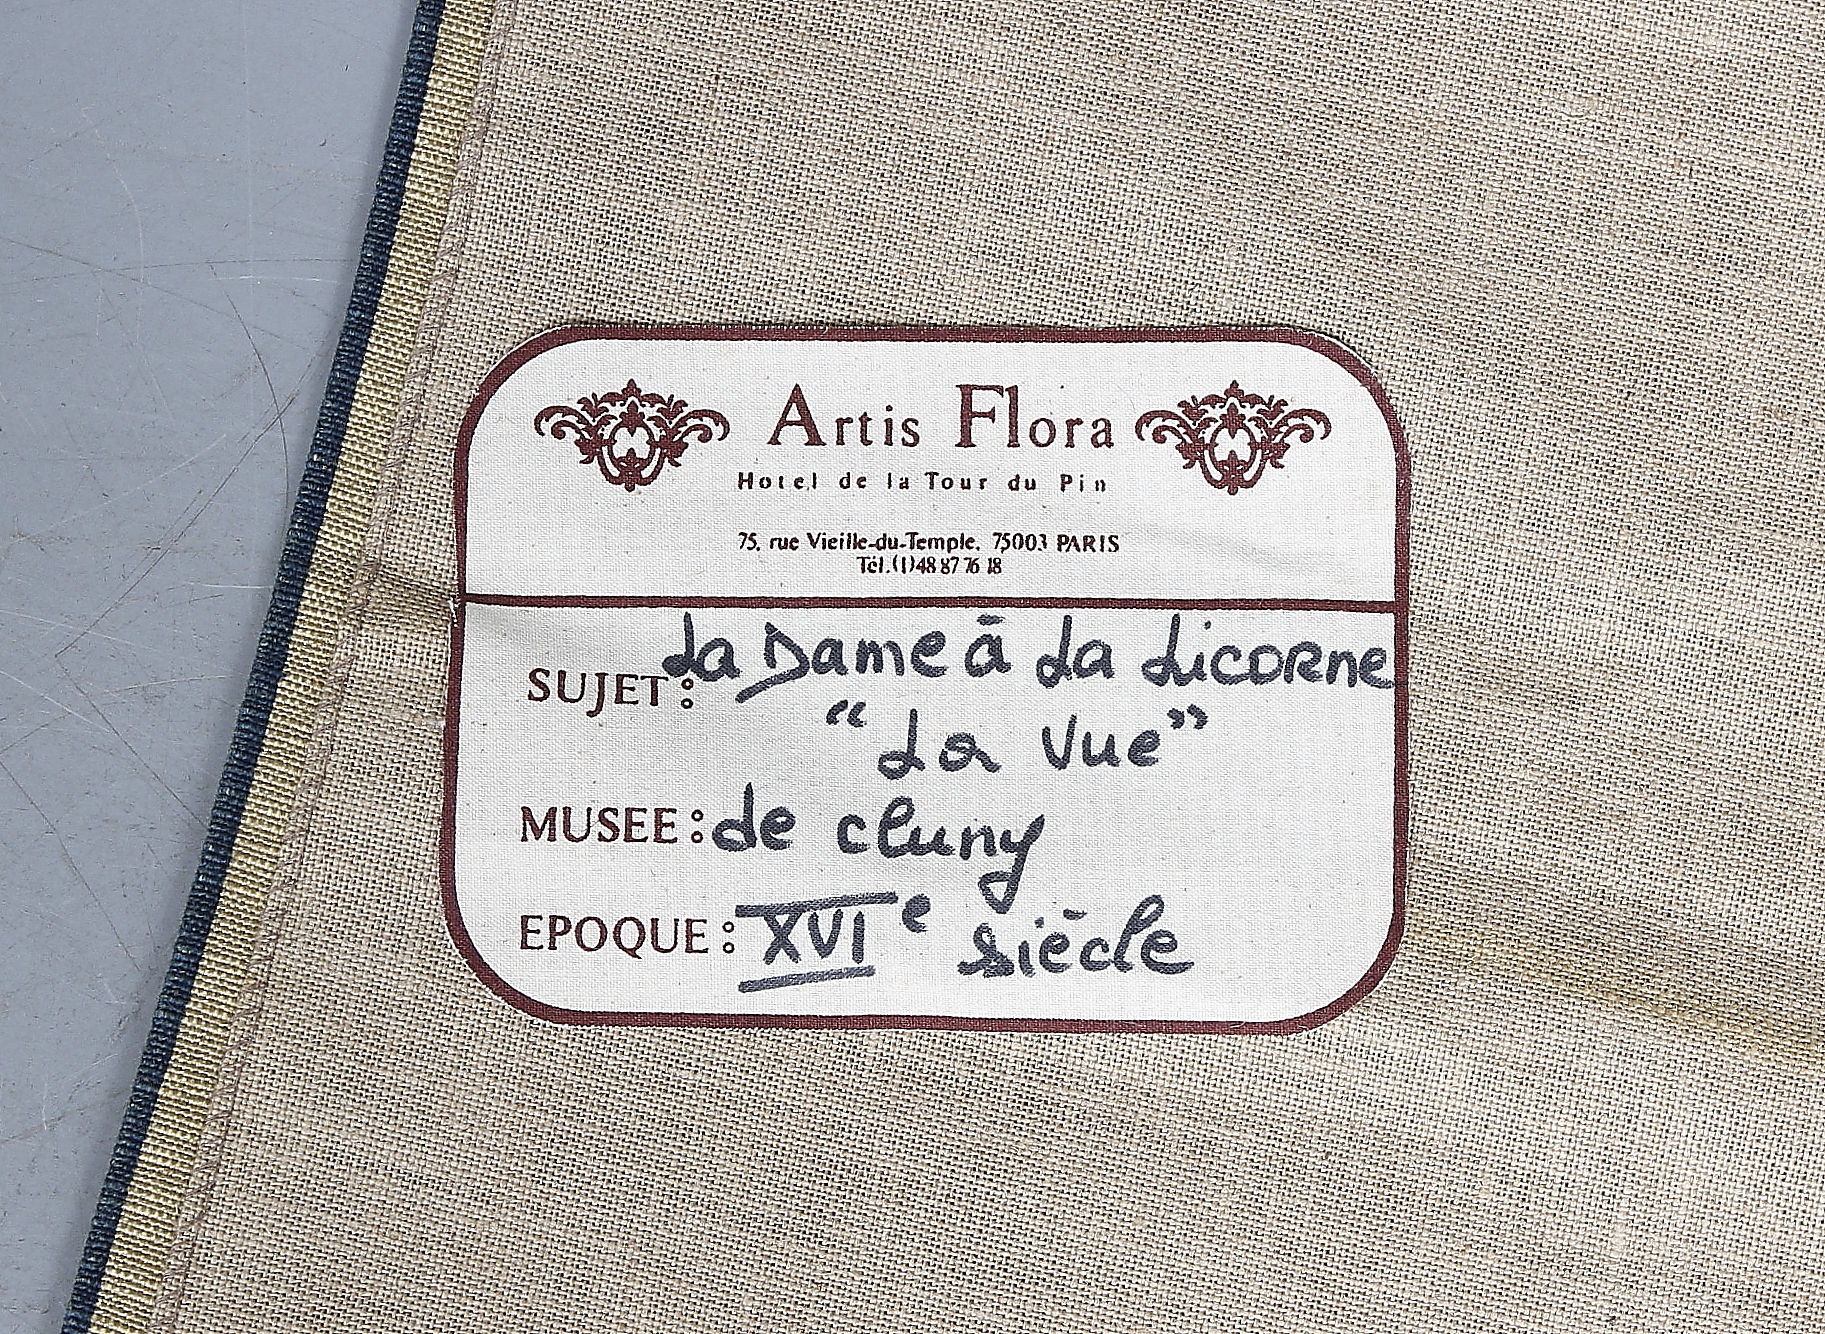 Artis Flora
Hotel de la Tour du Pin
75, rue Vieille-du-Temple, 75003 PARIS
Tél.(1)48 87 76 18
SUJET: La Dame à La Licorne
“La Vue”
MUSEE: de cluny
EPOQUE: XVIe siècle